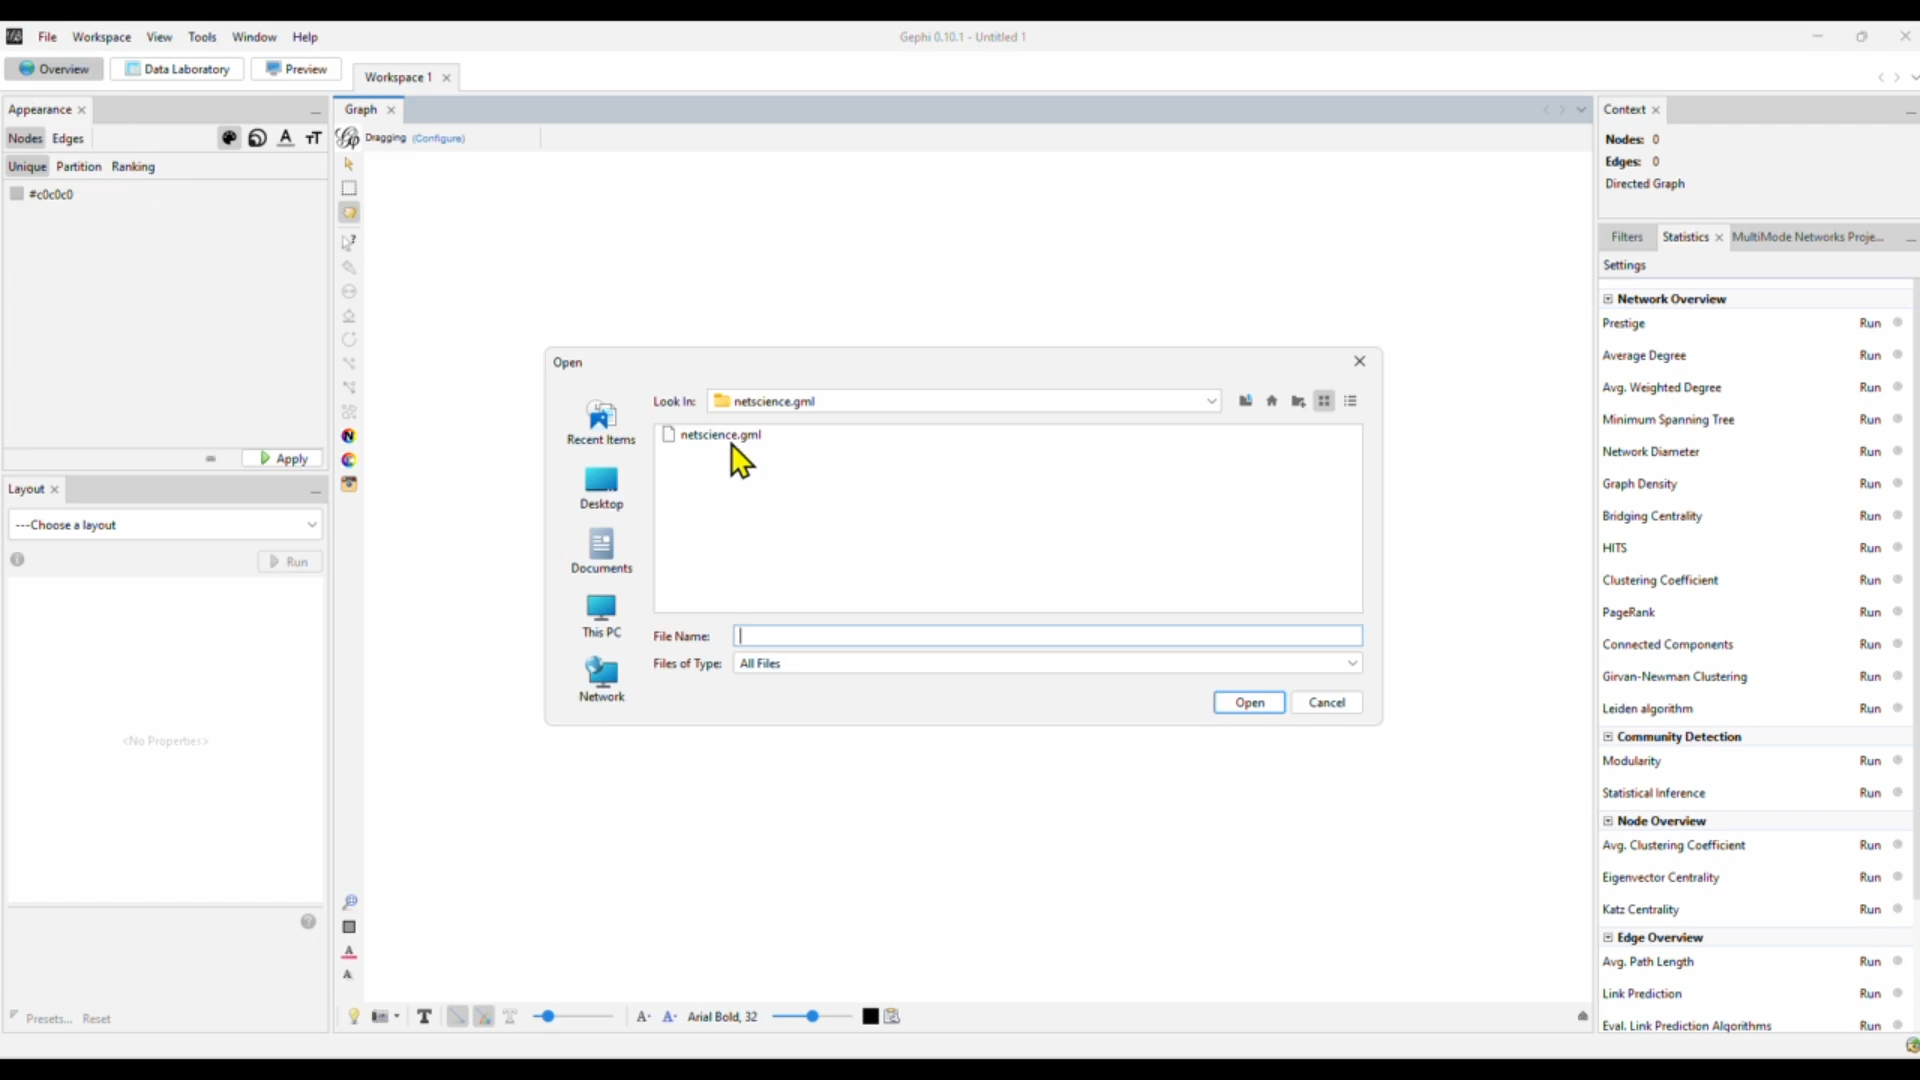 File Workspace View Tools Window Help
Gephi 0.10.1 - Untitled 1
Overview Data Laboratory Preview
Workspace 1
Appearance
Nodes Edges
Unique Partition Ranking
#c0c0c0
Apply
Layout
---Choose a layout
Run
<No Properties>
Presets... Reset
Graph
Dragging (Configure)
Open
Look In: netscience.gml
netscience.gml
Recent Items
Desktop
Documents
This PC
Network
File Name:
Files of Type: All Files
Open Cancel
Arial Bold, 32
Context
Nodes: 0
Edges: 0
Directed Graph
Filters Statistics MultiMode Networks Proje...
Settings
Network Overview
Prestige Run
Average Degree Run
Avg. Weighted Degree Run
Minimum Spanning Tree Run
Network Diameter Run
Graph Density Run
Bridging Centrality Run
HITS Run
Clustering Coefficient Run
PageRank Run
Connected Components Run
Girvan-Newman Clustering Run
Leiden algorithm Run
Community Detection
Modularity Run
Statistical Inference Run
Node Overview
Avg. Clustering Coefficient Run
Eigenvector Centrality Run
Katz Centrality Run
Edge Overview
Avg. Path Length Run
Link Prediction Run
Eval. Link Prediction Algorithms Run